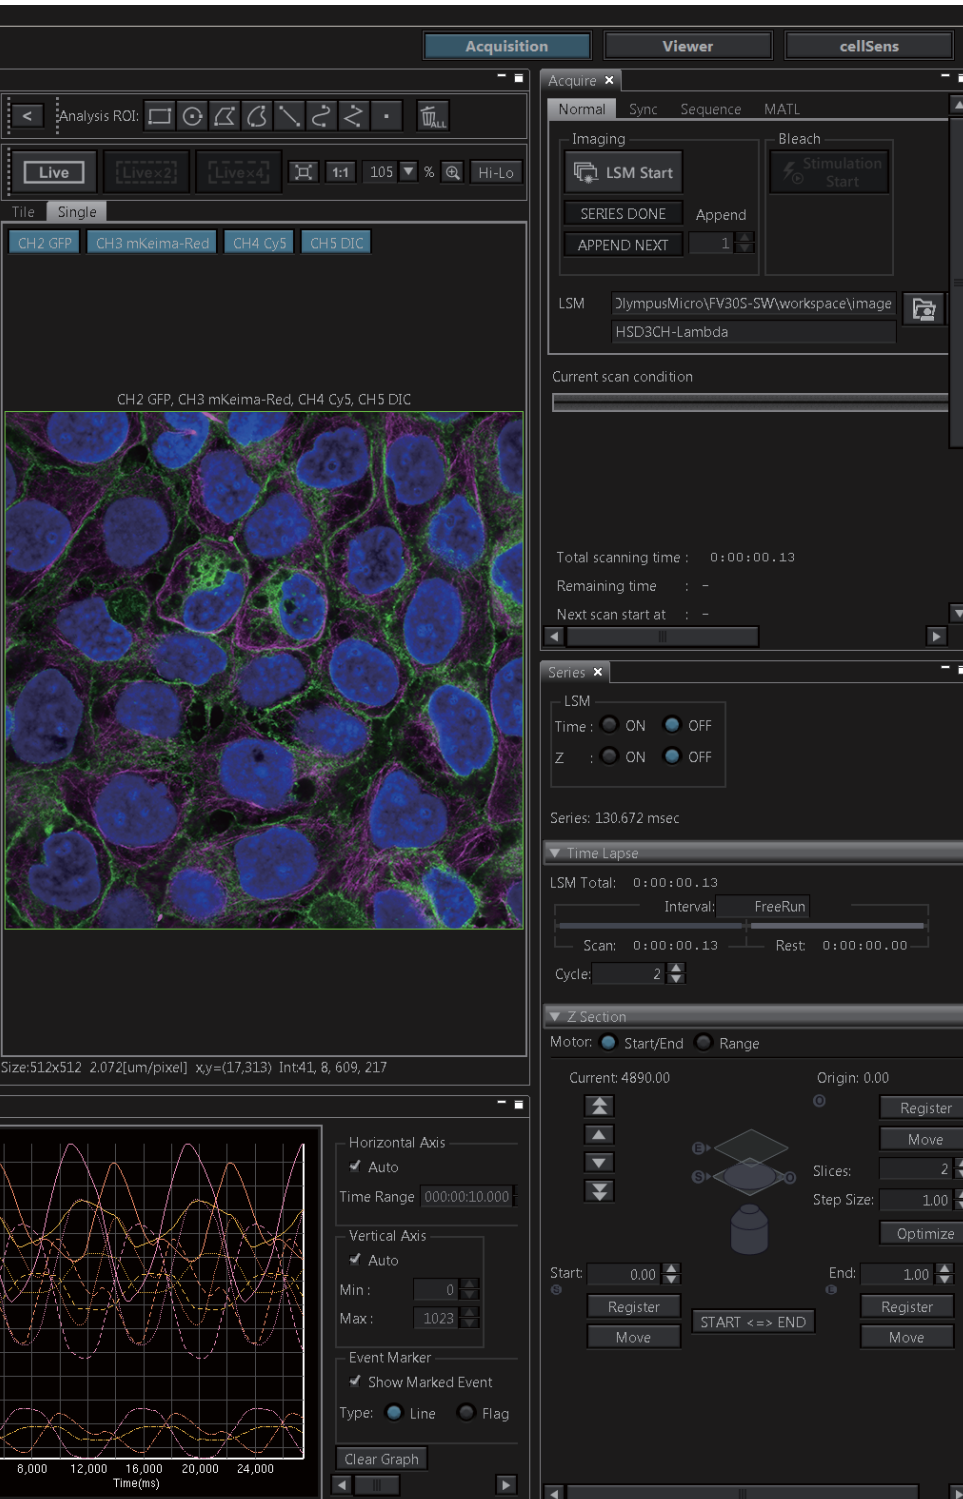 Acquisition Viewer cellSens
Analysis ROI: ALL
Live Live×2 Live×4 1:1 105 % Hi-Lo
Tile Single
CH2 GFP CH3 mKeima-Red CH4 Cy5 CH5 DIC
CH2 GFP, CH3 mKeima-Red, CH4 Cy5, CH5 DIC
Size:512x512 2.072[um/pixel] x,y=(17,313) Int:41, 8, 609, 217
8,000 12,000 16,000 20,000 24,000
Time(ms)
Horizontal Axis
Auto
Time Range 000:00:10.000
Vertical Axis
Auto
Min : 0
Max : 1023
Event Marker
Show Marked Event
Type: Line Flag
Clear Graph
Acquire
Normal Sync Sequence MATL
Imaging Bleach
LSM Start Stimulation Start
SERIES DONE Append
APPEND NEXT 1
LSM OlympusMicro\FV30S-SW\workspace\image
HSD3CH-Lambda
Current scan condition
Total scanning time : 0:00:00.13
Remaining time : -
Next scan start at : -
Series
LSM
Time : ON OFF
Z : ON OFF
Series: 130.672 msec
Time Lapse
LSM Total: 0:00:00.13
Interval: FreeRun
Scan: 0:00:00.13 Rest: 0:00:00.00
Cycle: 2
Z Section
Motor: Start/End Range
Current: 4890.00 Origin: 0.00
O Register
Move
E
S O
Slices: 2
Step Size: 1.00
Optimize
Start: 0.00 End: 1.00
S E
Register START <=> END Register
Move Move